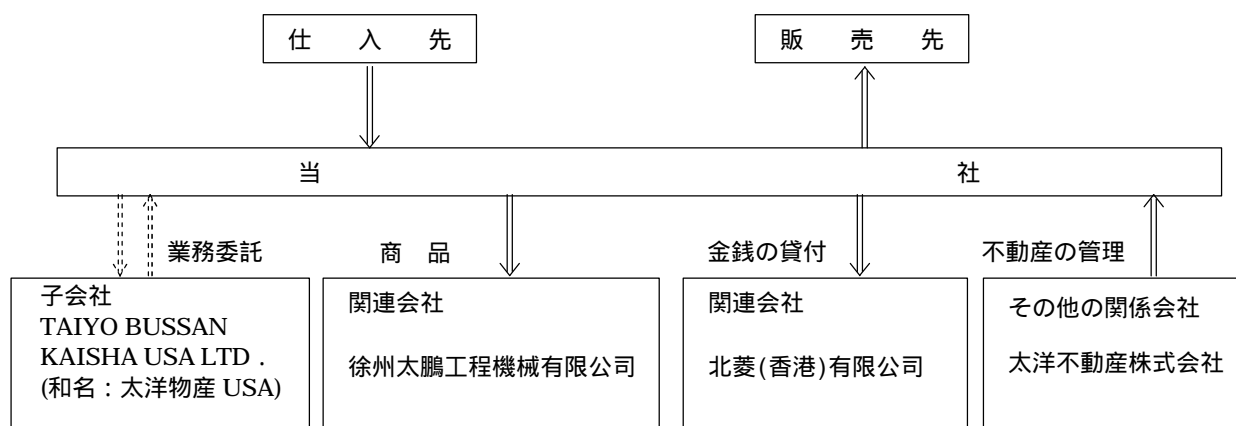 仕 入 先
販 売 先
当 社
業務委託
商 品
金銭の貸付
不動産の管理
子会社
TAIYO BUSSAN
KAISHA USA LTD .
(和名：太洋物産 USA)
関連会社
徐州太鵬工程機械有限公司
関連会社
北菱(香港)有限公司
その他の関係会社
太洋不動産株式会社